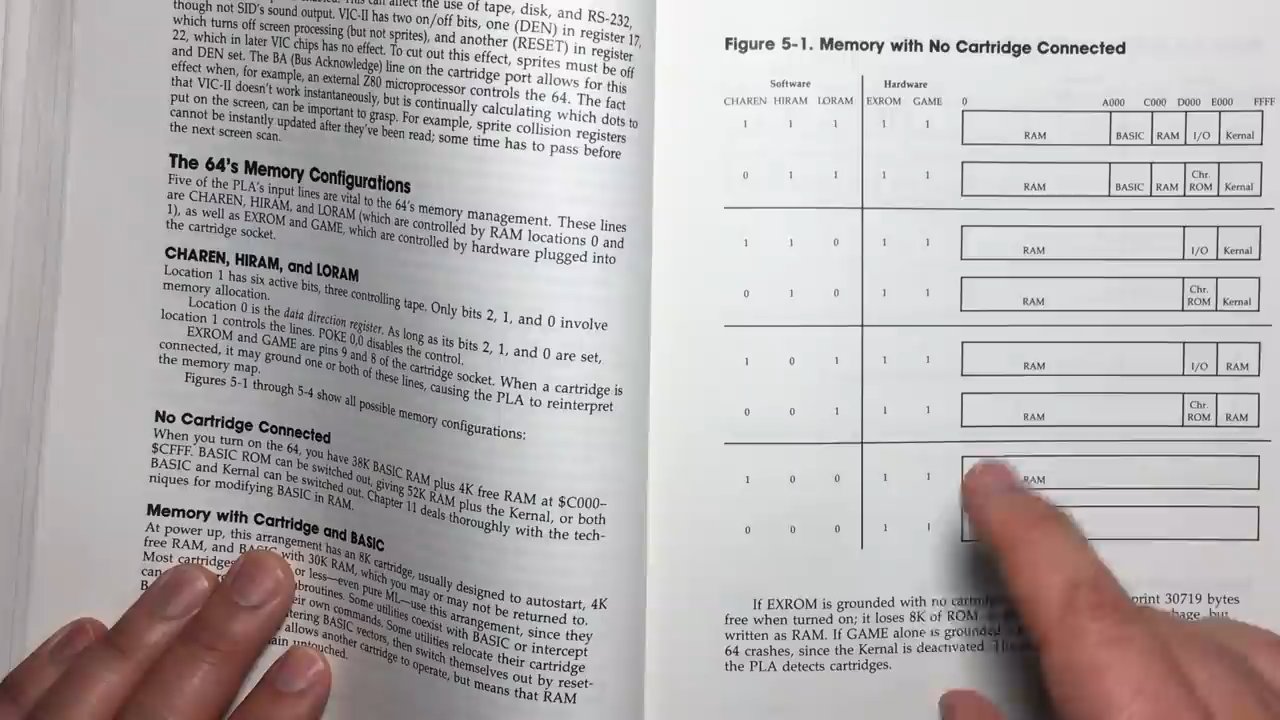 affect the use of tape, disk, and RS-232,
though not SID's sound output. VIC-II has two on/off bits, one (DEN) in register 17,
which turns off screen processing (but not sprites), and another (RESET) in register
22, which in later VIC chips has no effect. To cut out this effect, sprites must be off
and DEN set. The BA (Bus Acknowledge) line on the cartridge port allows for this
effect when, for example, an external Z80 microprocessor controls the 64. The fact
that VIC-II doesn't work instantaneously, but is continually calculating which dots to
put on the screen, can be important to grasp. For example, sprite collision registers
cannot be instantly updated after they've been read; some time has to pass before
the next screen scan.
The 64's Memory Configurations
Five of the PLA's input lines are vital to the 64's memory management. These lines
are CHAREN, HIRAM, and LORAM (which are controlled by RAM locations 0 and
1), as well as EXROM and GAME, which are controlled by hardware plugged into
the cartridge socket.
CHAREN, HIRAM, and LORAM
Location 1 has six active bits, three controlling tape. Only bits 2, 1, and 0 involve
memory allocation.
Location 0 is the data direction register. As long as its bits 2, 1, and 0 are set,
location 1 controls the lines. POKE 0,0 disables the control.
EXROM and GAME are pins 9 and 8 of the cartridge socket. When a cartridge is
connected, it may ground one or both of these lines, causing the PLA to reinterpret
the memory map.
Figures 5-1 through 5-4 show all possible memory configurations:
No Cartridge Connected
When you turn on the 64, you have 38K BASIC RAM plus 4K free RAM at $C000–
$CFFF. BASIC ROM can be switched out, giving 52K RAM plus the Kernal, or both
BASIC and Kernal can be switched out. Chapter 11 deals thoroughly with the tech-
niques for modifying BASIC in RAM.
Memory with Cartridge and BASIC
At power up, this arrangement has an 8K cartridge, usually designed to autostart, 4K
free RAM, and BASIC with 30K RAM, which you may or may not be returned to.
Most cartridges or less—even pure ML—use this arrangement, since they
can subroutines. Some utilities coexist with BASIC or intercept
their own commands. Some utilities relocate their cartridge
altering BASIC vectors, then switch themselves out by reset-
allows another cartridge to operate, but means that RAM
untouched.
Figure 5-1. Memory with No Cartridge Connected
Software Hardware
CHAREN HIRAM LORAM EXROM GAME 0 A000 C000 D000 E000 FFFF
1 1 1 1 1 RAM BASIC RAM I/O Kernal
0 1 1 1 1 RAM BASIC RAM Chr. ROM Kernal
1 1 0 1 1 RAM I/O Kernal
0 1 0 1 1 RAM Chr. ROM Kernal
1 0 1 1 1 RAM I/O RAM
0 0 1 1 1 RAM Chr. ROM RAM
1 0 0 1 1 RAM
0 0 0 1 1
If EXROM is grounded with no print 30719 bytes
free when turned on; it loses 8K of ROM but
written as RAM. If GAME alone is grounded
64 crashes, since the Kernal is deactivated.
the PLA detects cartridges.